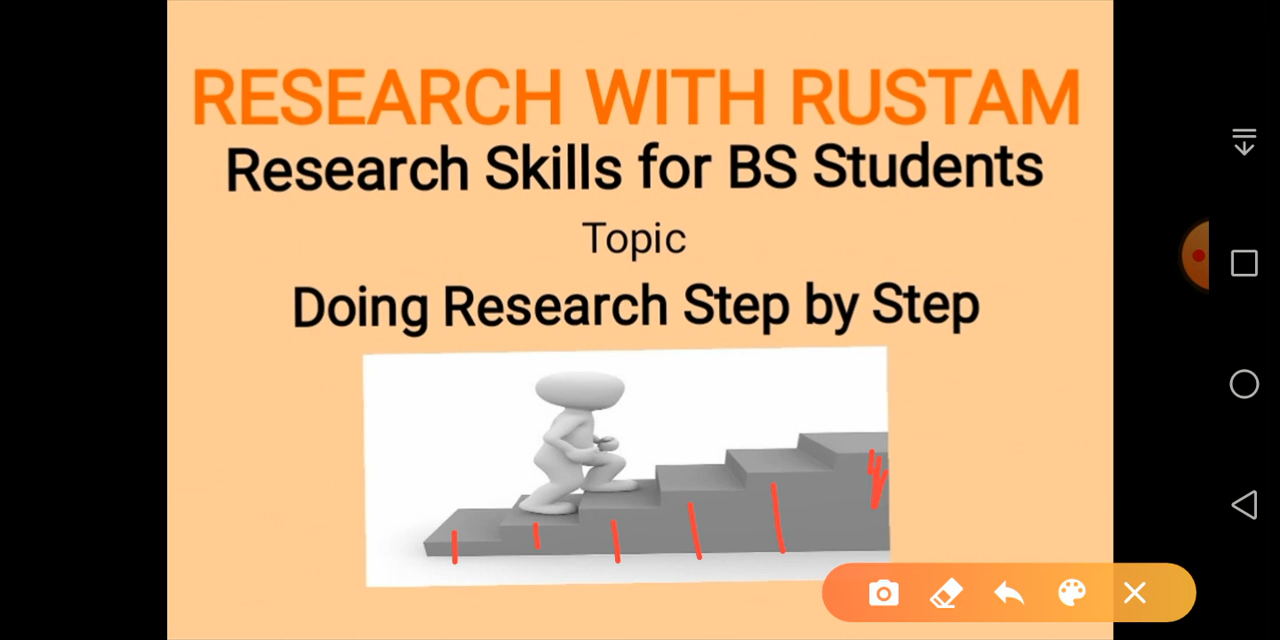 RESEARCH WITH RUSTAM
Research Skills for BS Students
Topic
Doing Research Step by Step